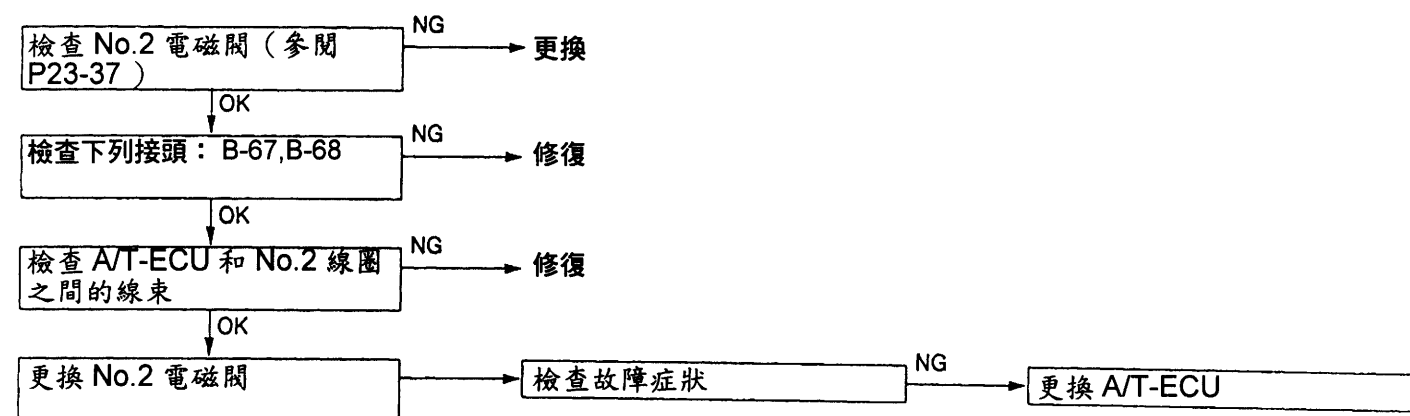 檢查 No.2 電磁閥（參閱
P23-37 ）
NG
更換
OK
檢查下列接頭： B-67,B-68
NG
修復
OK
檢查 A/T-ECU 和 No.2 線圈
之間的線束
NG
修復
OK
更換 No.2 電磁閥
檢查故障症狀
NG
更換 A/T-ECU